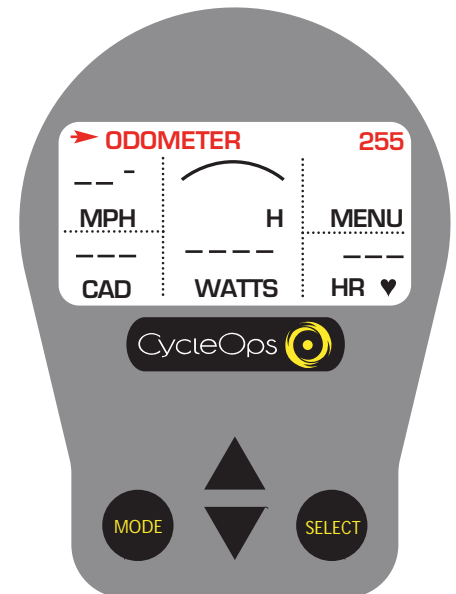 ODOMETER 255
MPH H MENU
CAD WATTS HR
CycleOps
MODE SELECT